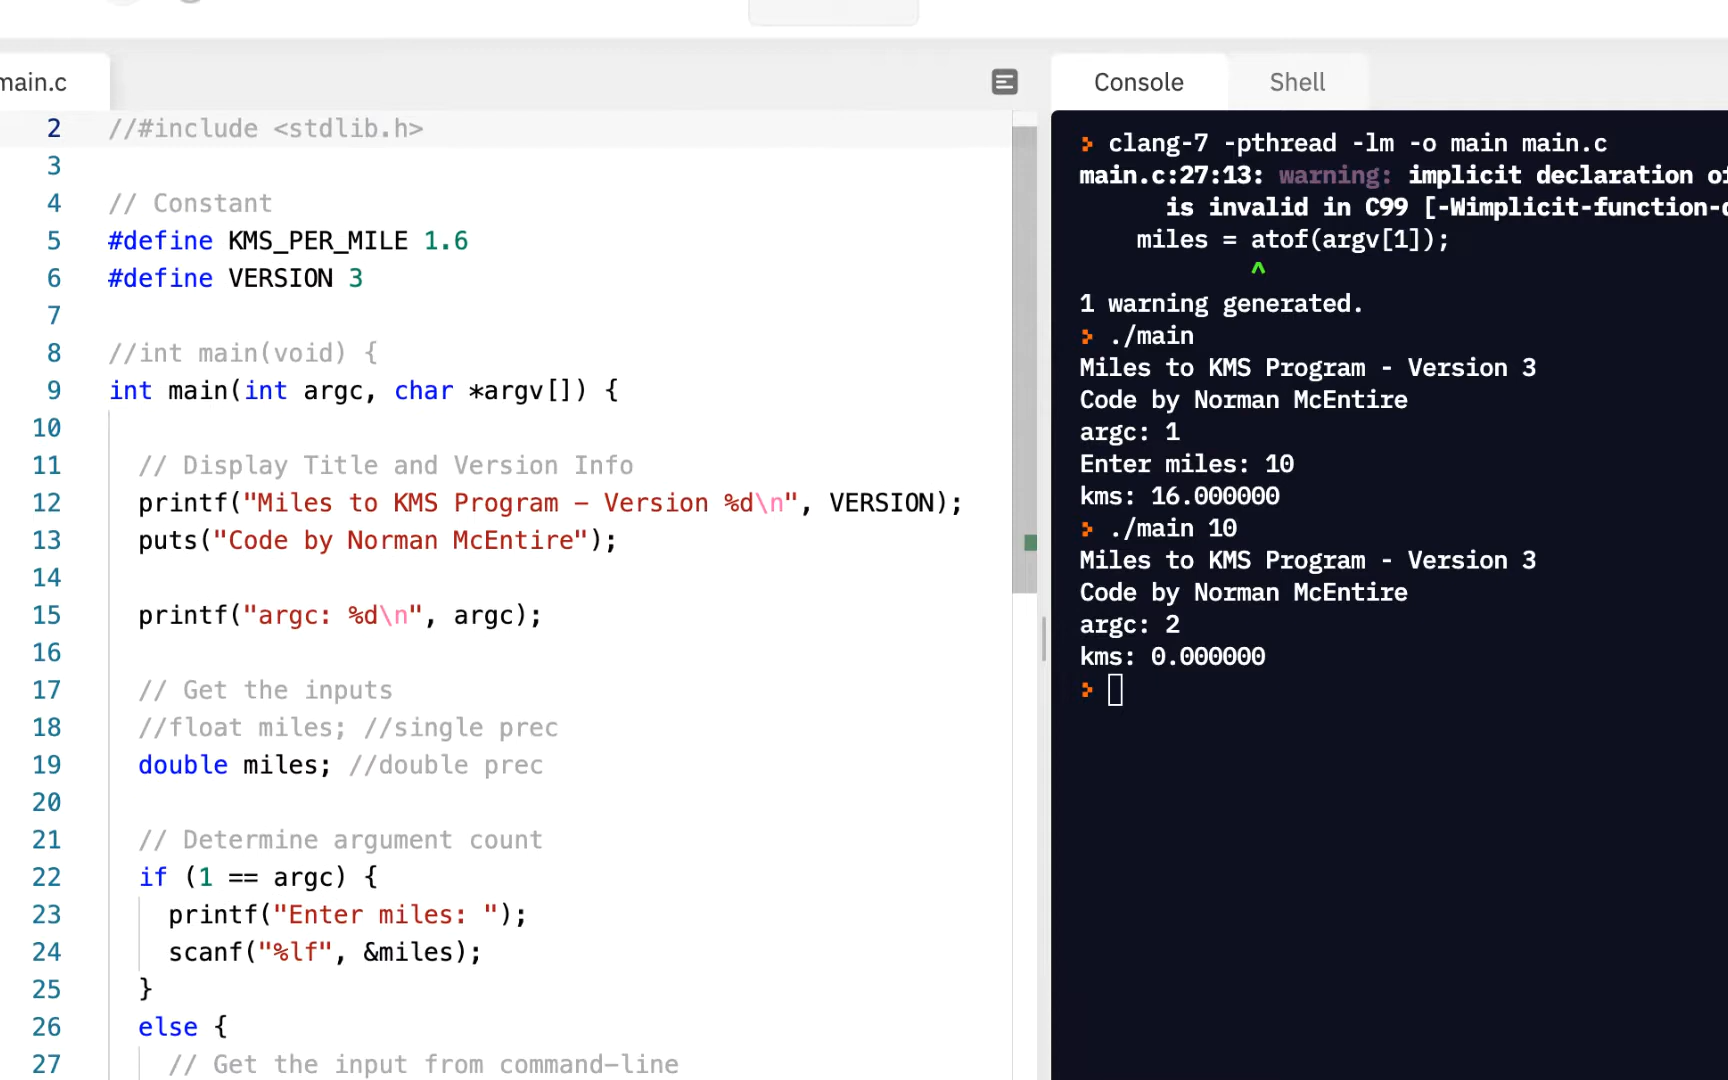 main.c
2 //#include <stdlib.h>
3
4 // Constant
5 #define KMS_PER_MILE 1.6
6 #define VERSION 3
7
8 //int main(void) {
9 int main(int argc, char *argv[]) {
10
11 // Display Title and Version Info
12 printf("Miles to KMS Program – Version %d\n", VERSION);
13 puts("Code by Norman McEntire");
14
15 printf("argc: %d\n", argc);
16
17 // Get the inputs
18 //float miles; //single prec
19 double miles; //double prec
20
21 // Determine argument count
22 if (1 == argc) {
23 printf("Enter miles: ");
24 scanf("%lf", &miles);
25 }
26 else {
27 // Get the input from command–line
Console Shell
> clang-7 -pthread -lm -o main main.c
main.c:27:13: warning: implicit declaration of
is invalid in C99 [-Wimplicit-function-d
miles = atof(argv[1]);
^
1 warning generated.
> ./main
Miles to KMS Program - Version 3
Code by Norman McEntire
argc: 1
Enter miles: 10
kms: 16.000000
> ./main 10
Miles to KMS Program - Version 3
Code by Norman McEntire
argc: 2
kms: 0.000000
>